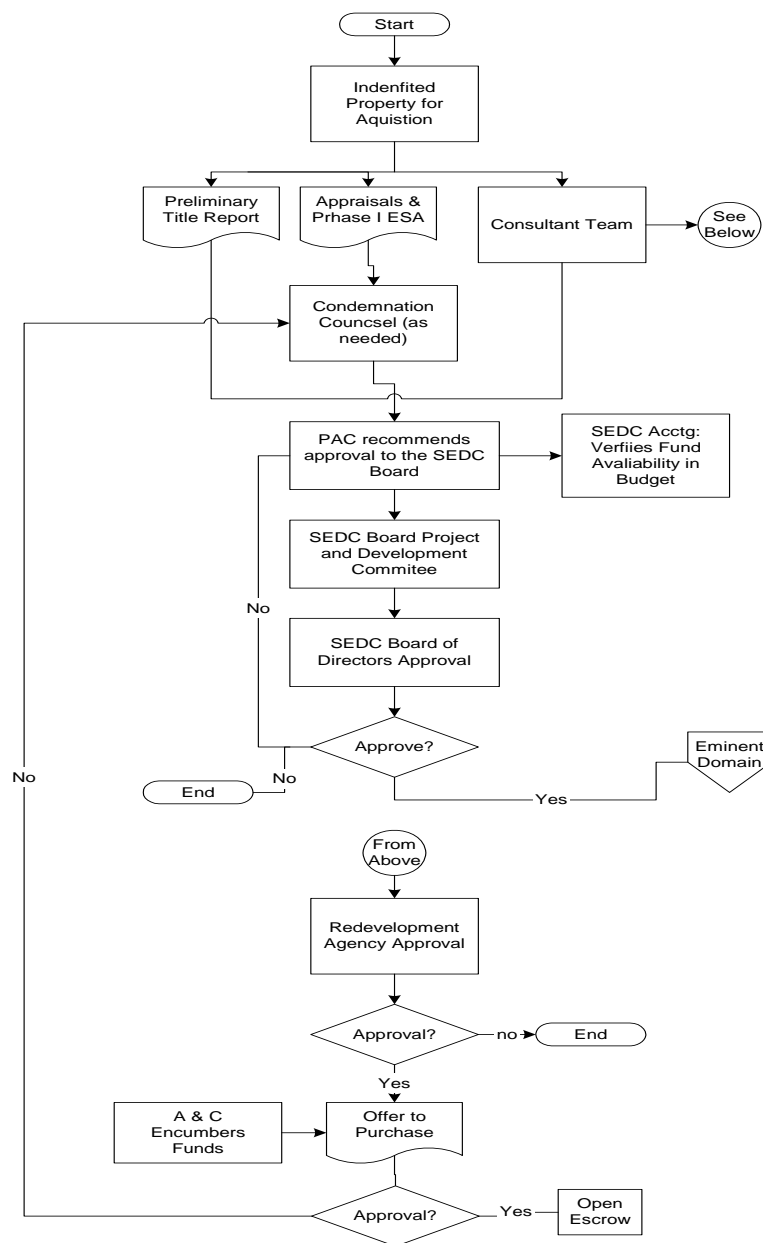 Start
Indenfited
Property for
Aquistion
Preliminary
Title Report
Appraisals &
Prhase I ESA
Consultant Team
See
Below
Condemnation
Councsel (as
needed)
PAC recommends
approval to the SEDC
Board
SEDC Acctg:
Verfiies Fund
Avaliability in
Budget
SEDC Board Project
and Development
Commitee
No
SEDC Board of
Directors Approval
Approve?
Eminent
Domain
No
No
End
Yes
From
Above
Redevelopment
Agency Approval
Approval?
no
End
Yes
A & C
Encumbers
Funds
Offer to
Purchase
Approval?
Yes
Open
Escrow